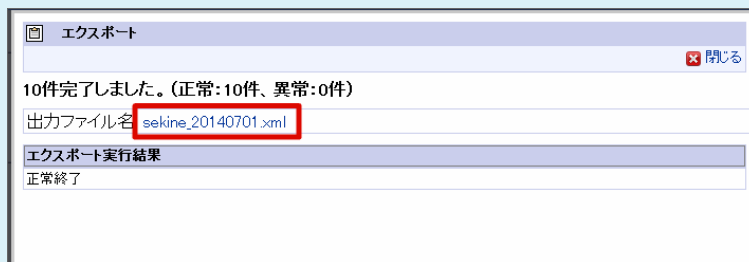 エクスポート
閉じる
10件完了しました。(正常:10件、異常:0件)
出力ファイル名 sekine_20140701.xml
エクスポート実行結果
正常終了